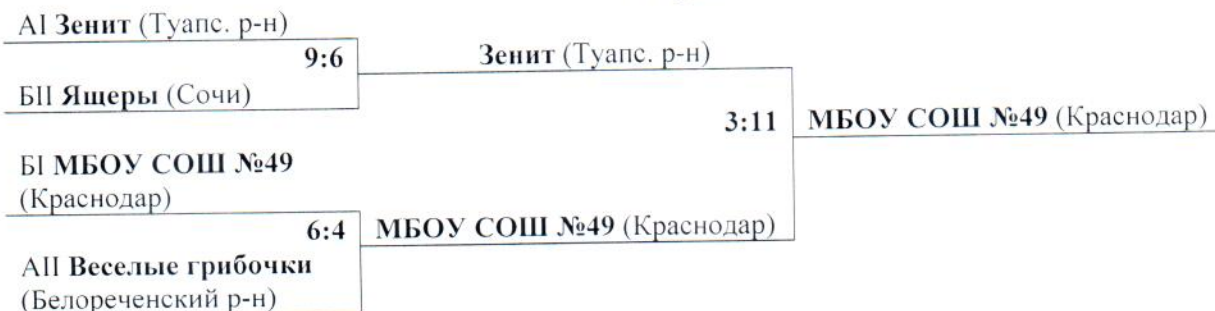 АI Зенит (Туапс. р-н)
9:6
Зенит (Туапс. р-н)
БII Ящеры (Сочи)
3:11
МБОУ СОШ №49 (Краснодар)
БI МБОУ СОШ №49
(Краснодар)
6:4
МБОУ СОШ №49 (Краснодар)
АII Веселые грибочки
(Белореченский р-н)